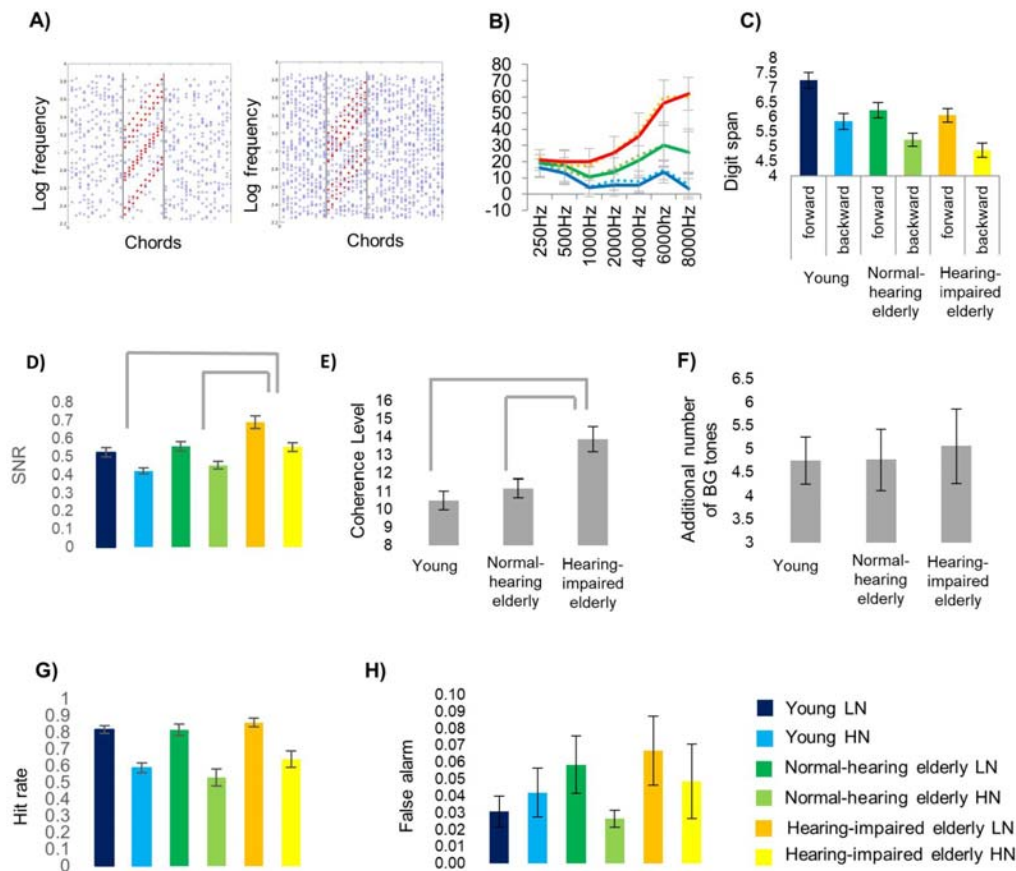 A)
Log frequency
Chords
Log frequency
Chords
B)
80
70
60
50
40
30
20
10
0
-10
250Hz
500Hz
1000Hz
2000Hz
4000Hz
6000hz
8000Hz
C)
Digit span
7.5
7
6.5
6
5.5
5
4.5
4
forward
backward
forward
backward
forward
backward
Young
Normal-
hearing
elderly
Hearing-
impaired
elderly
D)
SNR
0.8
0.7
0.6
0.5
0.4
0.3
0.2
0.1
0
E)
Coherence Level
16
15
14
13
12
11
10
9
8
Young
Normal-
hearing
elderly
Hearing-
impaired
elderly
F)
Additional number
of BG tones
6.5
6
5.5
5
4.5
4
3.5
3
Young
Normal-
hearing
elderly
Hearing-
impaired
elderly
G)
Hit rate
1
0.9
0.8
0.7
0.6
0.5
0.4
0.3
0.2
0.1
0
H)
False alarm
0.10
0.09
0.08
0.07
0.06
0.05
0.04
0.03
0.02
0.01
0.00
Young LN
Young HN
Normal-hearing elderly LN
Normal-hearing elderly HN
Hearing-impaired elderly LN
Hearing-impaired elderly HN